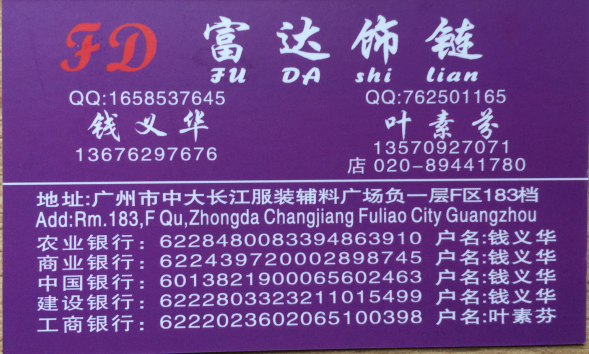 FD 富达饰链
FU DA shi lian
QQ:1658537645 QQ:762501165
钱义华 叶素芬
13676297676 13570927071
店 020-89441780
地址:广州市中大长江服装辅料广场负一层F区183档
Add:Rm.183,F Qu,Zhongda Changjiang Fuliao City Guangzhou
农业银行：6228480083394863910 户名:钱义华
商业银行：6224397200028987​45 户名:钱义华
中国银行：6013821900065602463 户名:钱义华
建设银行：6222803323211015499 户名:钱义华
工商银行：6222023602065100398 户名:叶素芬